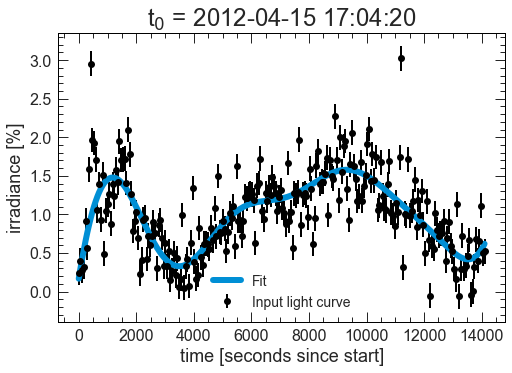 t₀ = 2012-04-15 17:04:20
irradiance [%]
3.0
2.5
2.0
1.5
1.0
0.5
0.0
Fit
Input light curve
0 2000 4000 6000 8000 10000 12000 14000
time [seconds since start]